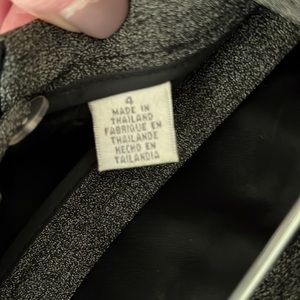 4
MADE IN
THAILAND
FABRIQUE EN
THAILANDE
HECHO EN
TAILANDIA